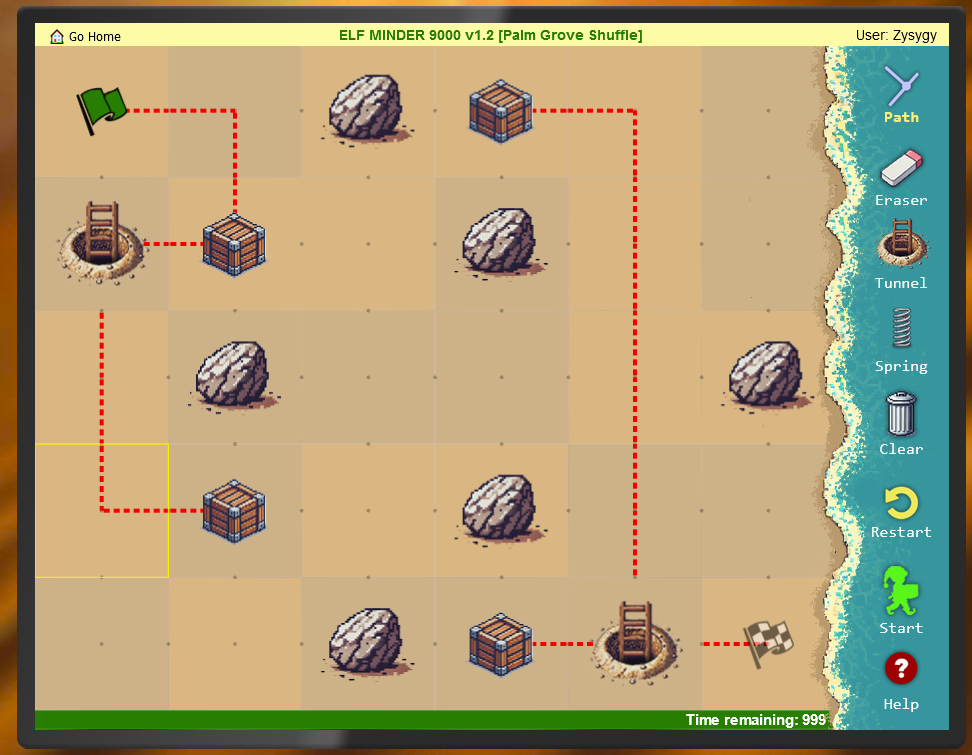 Go Home
ELF MINDER 9000 v1.2 [Palm Grove Shuffle]
User: Zysygy
Path
Eraser
Tunnel
Spring
Clear
Restart
Start
?
Help
Time remaining: 999